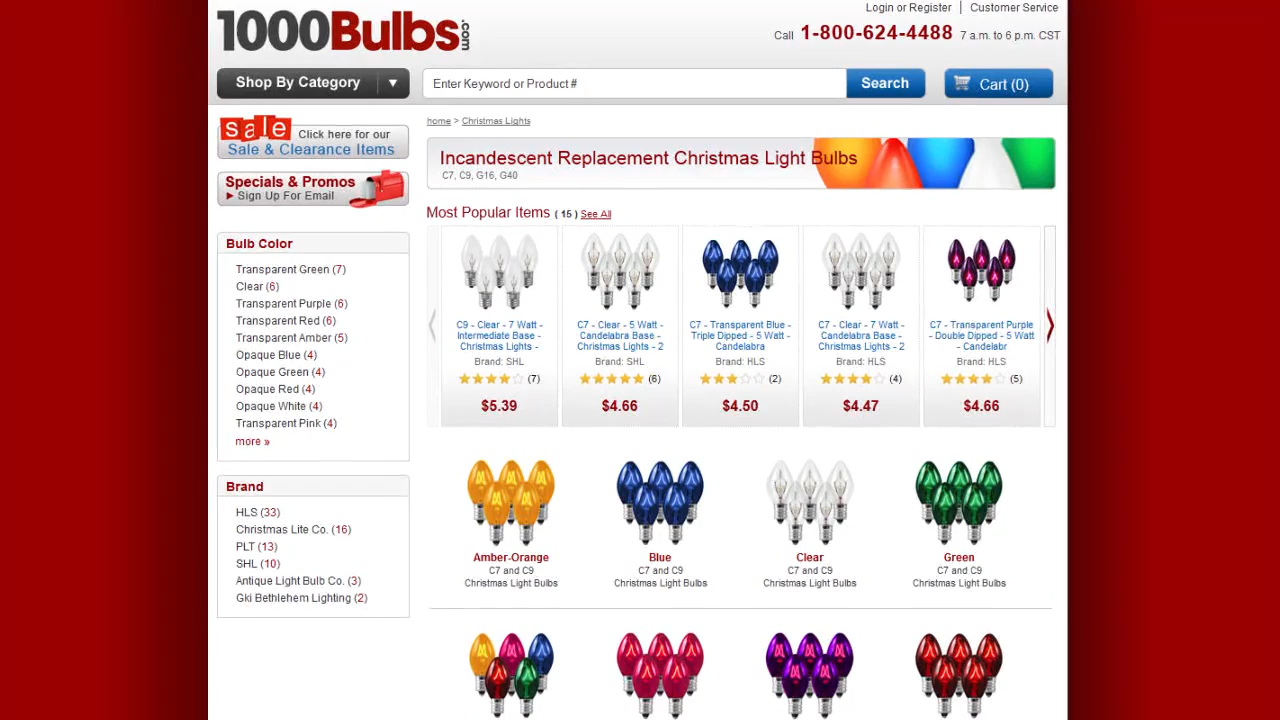 Login or Register | Customer Service
1000Bulbs.com
Call 1-800-624-4488 7 a.m. to 6 p.m. CST
Shop By Category ▼
Enter Keyword or Product #
Search
Cart (0)
sale
Click here for our
Sale & Clearance Items
Specials & Promos
► Sign Up For Email
Bulb Color
Transparent Green (7)
Clear (6)
Transparent Purple (6)
Transparent Red (6)
Transparent Amber (5)
Opaque Blue (4)
Opaque Green (4)
Opaque Red (4)
Opaque White (4)
Transparent Pink (4)
more »
Brand
HLS (33)
Christmas Lite Co. (16)
PLT (13)
SHL (10)
Antique Light Bulb Co. (3)
Gki Bethlehem Lighting (2)
home > Christmas Lights
Incandescent Replacement Christmas Light Bulbs
C7, C9, G16, G40
Most Popular Items ( 15 ) See All
C9 - Clear - 7 Watt -
Intermediate Base -
Christmas Lights -
Brand: SHL
(7)
$5.39
C7 - Clear - 5 Watt -
Candelabra Base -
Christmas Lights - 2
Brand: SHL
(6)
$4.66
C7 - Transparent Blue -
Triple Dipped - 5 Watt -
Candelabra
Brand: HLS
(2)
$4.50
C7 - Clear - 7 Watt -
Candelabra Base -
Christmas Lights - 2
Brand: HLS
(4)
$4.47
C7 - Transparent Purple
- Double Dipped - 5 Watt
- Candelabr
Brand: HLS
(5)
$4.66
Amber-Orange
C7 and C9
Christmas Light Bulbs
Blue
C7 and C9
Christmas Light Bulbs
Clear
C7 and C9
Christmas Light Bulbs
Green
C7 and C9
Christmas Light Bulbs